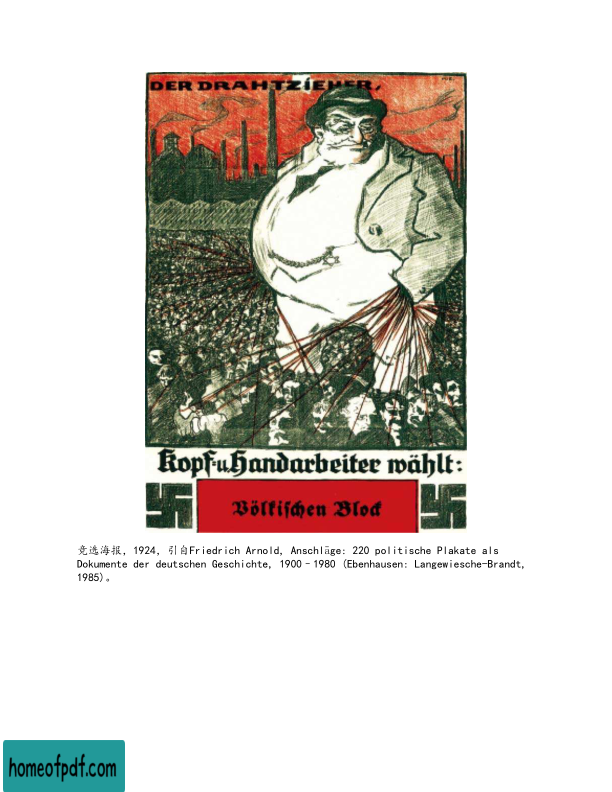 DER DRAHTZIEHER.
Kopf- u. Handarbeiter wählt:
Völkischen Block
竞选海报, 1924, 引自Friedrich Arnold, Anschläge: 220 politische Plakate als
Dokumente der deutschen Geschichte, 1900–1980 (Ebenhausen: Langewiesche-Brandt,
1985)。
homeofpdf.com